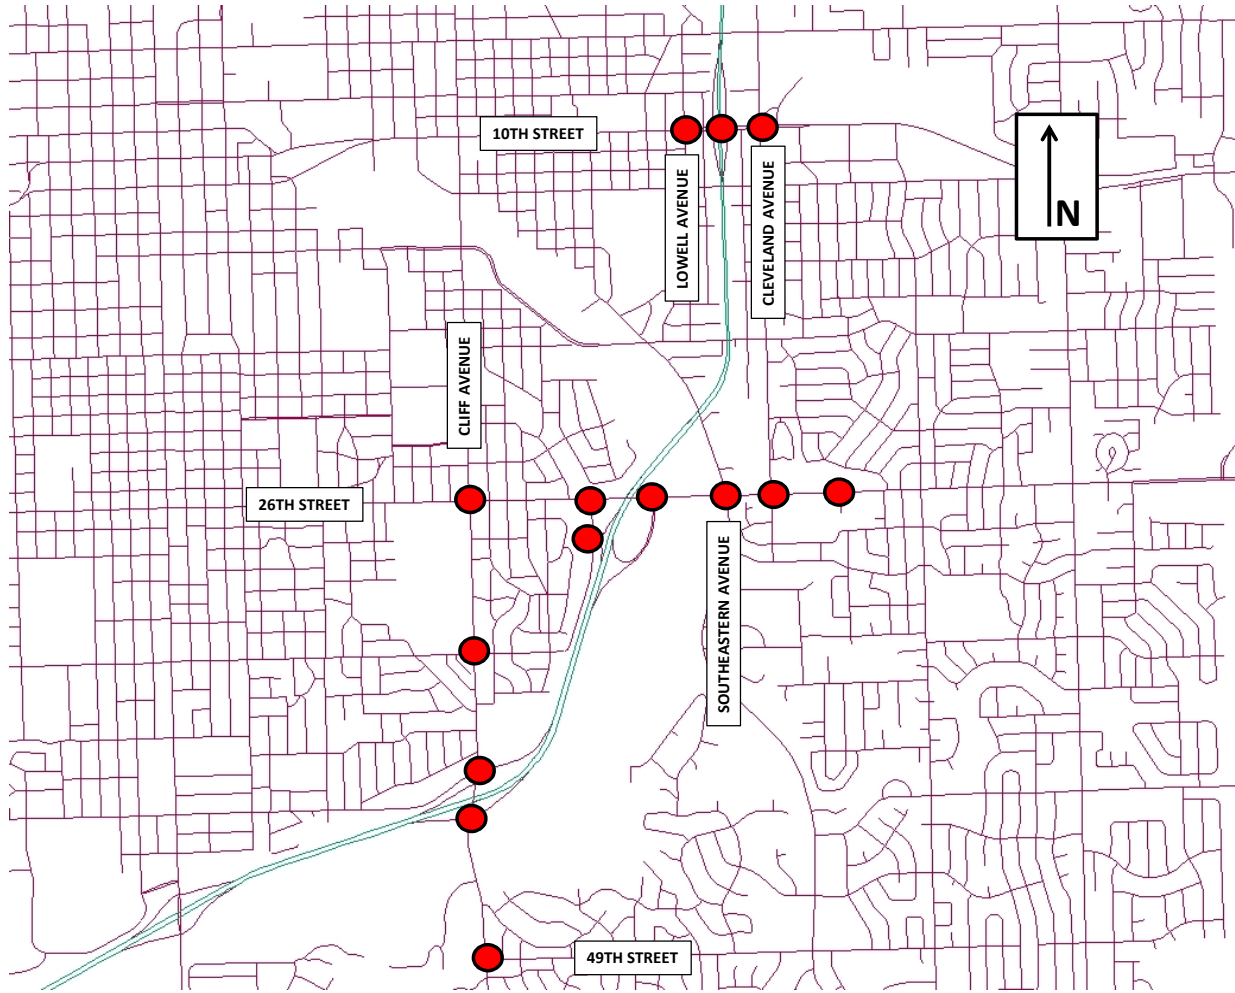 10TH STREET
LOWELL AVENUE
CLEVELAND AVENUE
N
CLIFF AVENUE
26TH STREET
SOUTHEASTERN AVENUE
49TH STREET